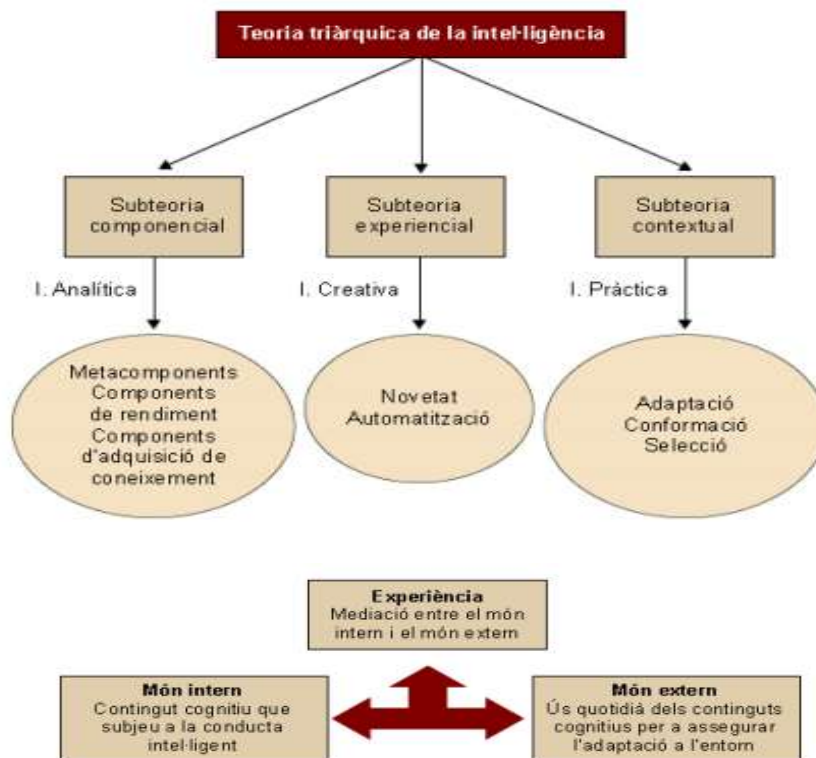 Teoria triàrquica de la intel·ligència
Subteoria
componencial
Subteoria
experiencial
Subteoria
contextual
I. Analítica
I. Creativa
I. Pràctica
Metacomponents
Components
de rendiment
Components
d'adquisició de
coneixement
Novetat
Automatització
Adaptació
Conformació
Selecció
Experiència
Mediació entre el món
intern i el món extern
Món intern
Contingut cognitiu que
subjeu a la conducta
intel·ligent
Món extern
Ús quotidià dels continguts
cognitius per a assegurar
l'adaptació a l'entorn